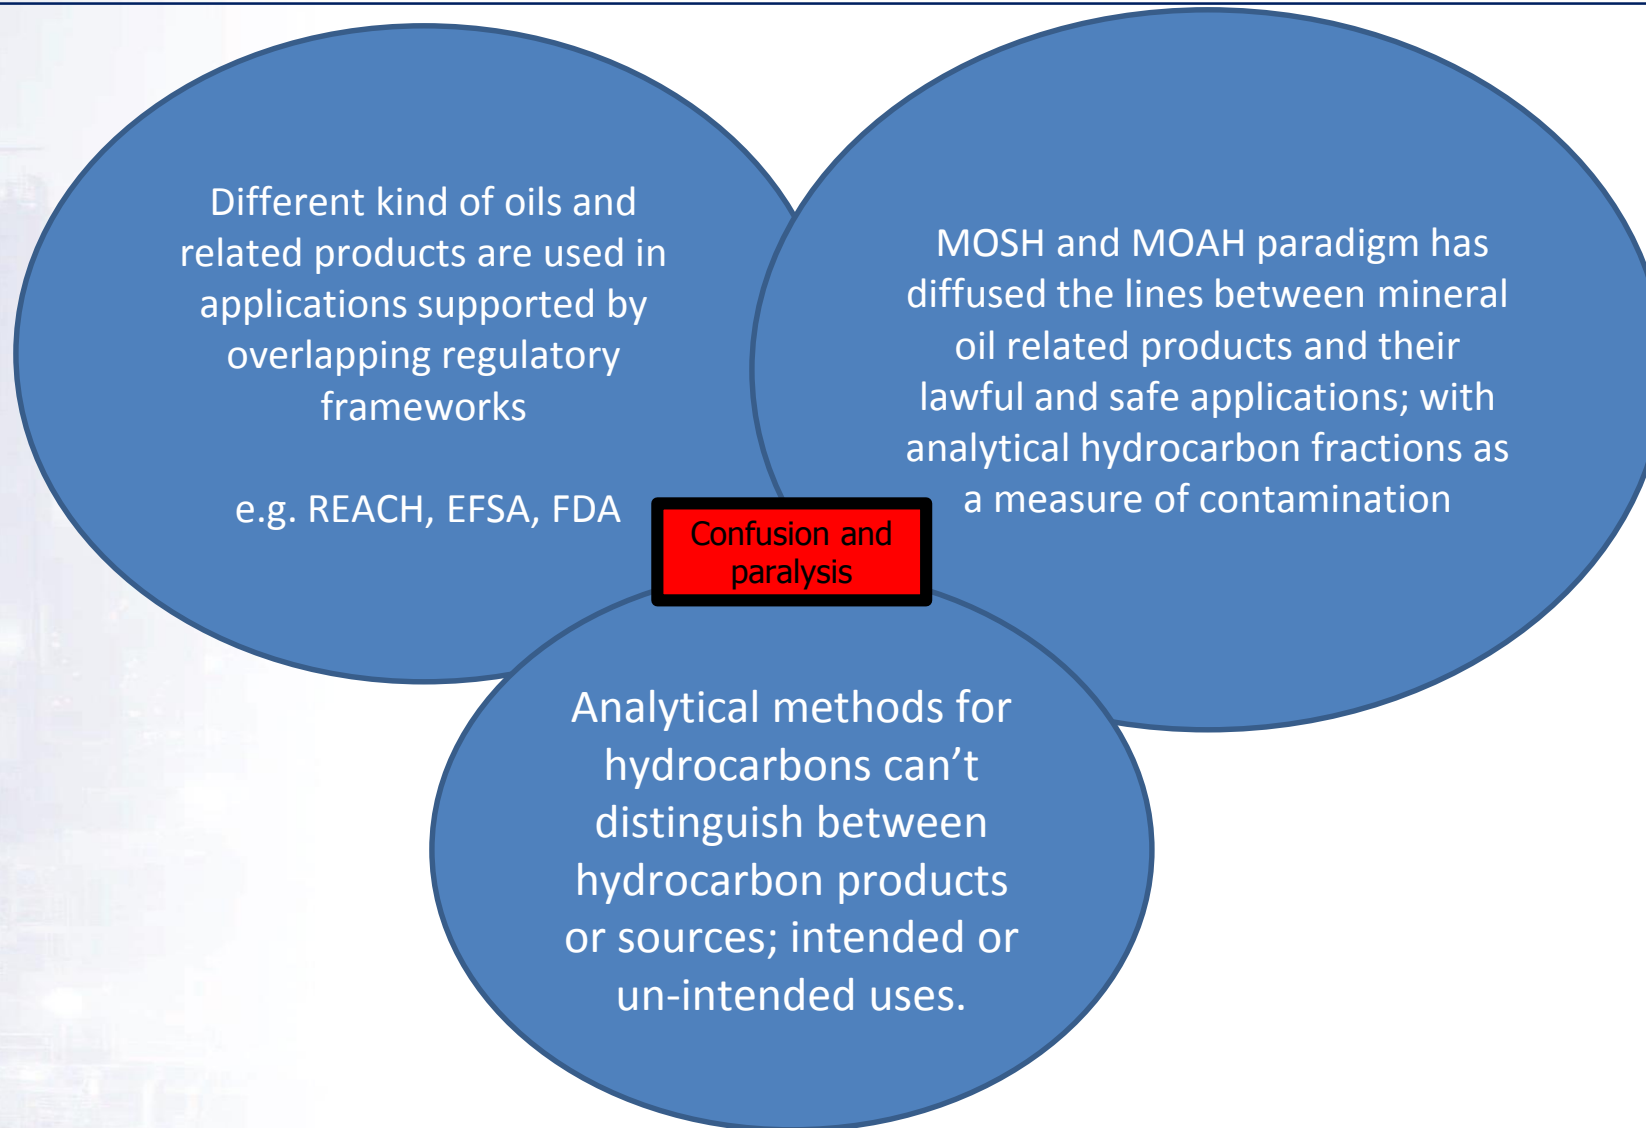 Different kind of oils and
related products are used in
applications supported by
overlapping regulatory
frameworks
e.g. REACH, EFSA, FDA
MOSH and MOAH paradigm has
diffused the lines between mineral
oil related products and their
lawful and safe applications; with
analytical hydrocarbon fractions as
a measure of contamination
Confusion and
paralysis
Analytical methods for
hydrocarbons can’t
distinguish between
hydrocarbon products
or sources; intended or
un-intended uses.